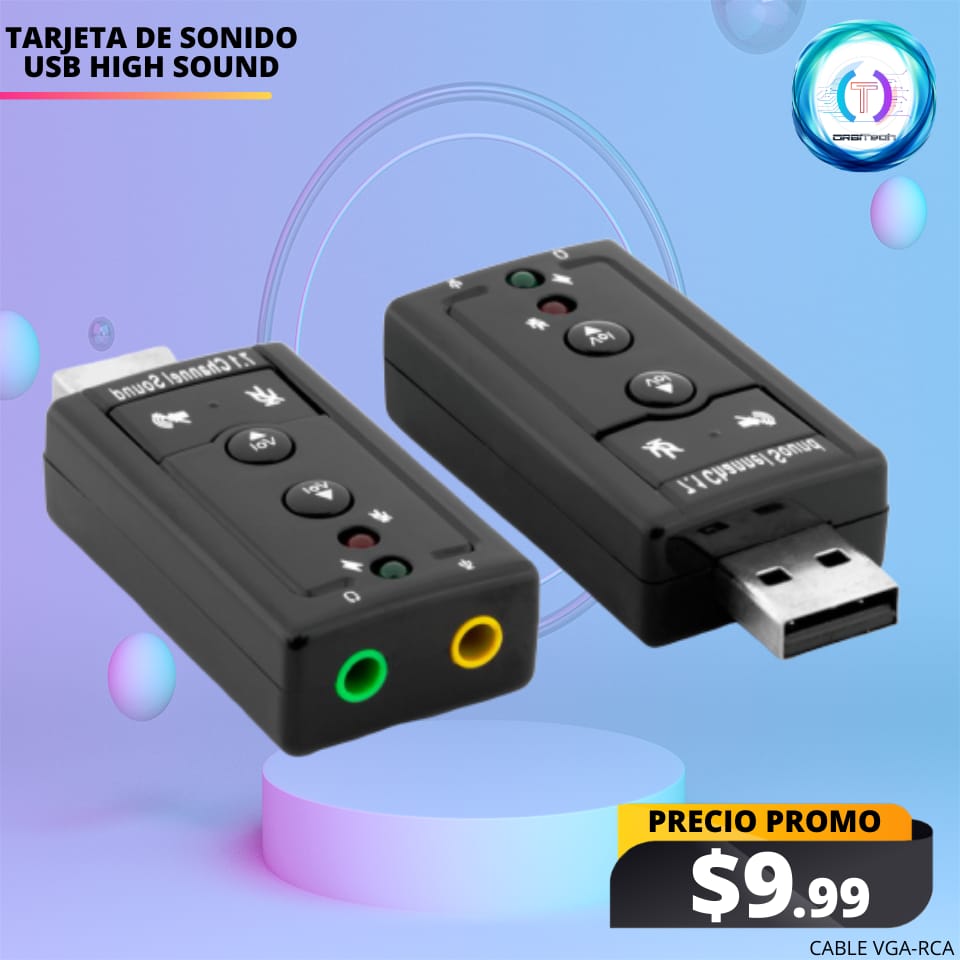 TARJETA DE SONIDO
USB HIGH SOUND
T
ORBITech
7.1 Channel Sound
Vol
Vol
7.1 Channel Sound
Vol
Vol
PRECIO PROMO
$9.99
CABLE VGA-RCA